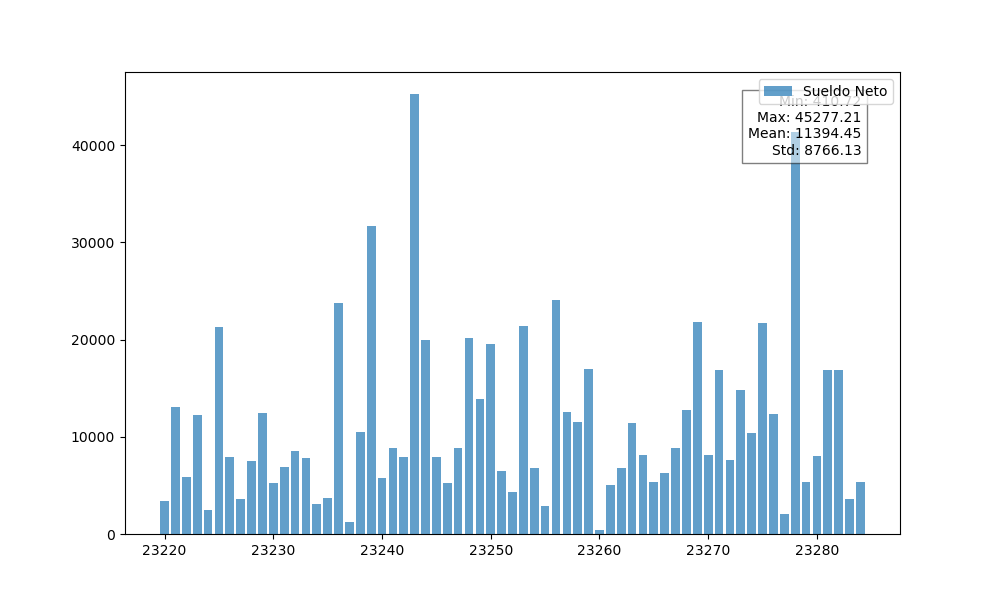 Sueldo Neto
Min: 410.72
Max: 45277.21
Mean: 11394.45
Std: 8766.13
40000
30000
20000
10000
0
23220 23230 23240 23250 23260 23270 23280